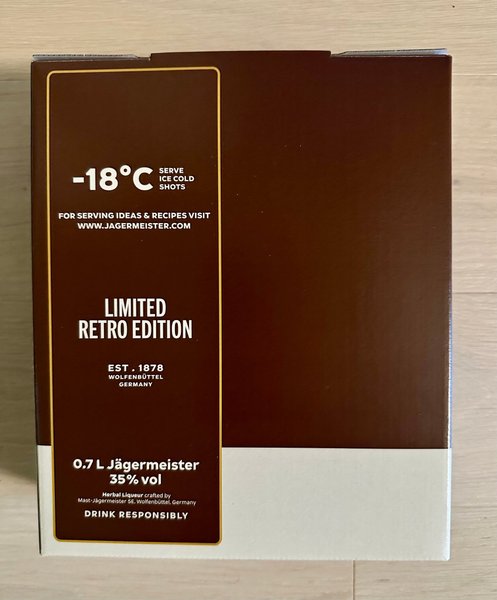 -18°C SERVE
ICE COLD
SHOTS
FOR SERVING IDEAS & RECIPES VISIT
WWW.JAGERMEISTER.COM
LIMITED
RETRO EDITION
EST . 1878
WOLFENBÜTTEL
GERMANY
0.7 L Jägermeister
35% vol
Herbal Liqueur crafted by
Mast-Jägermeister SE, Wolfenbüttel, Germany
DRINK RESPONSIBLY